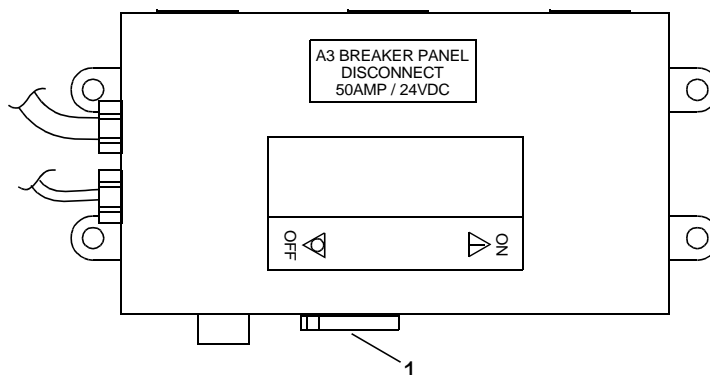 A3 BREAKER PANEL
DISCONNECT
50AMP / 24VDC
OFF
ON
1